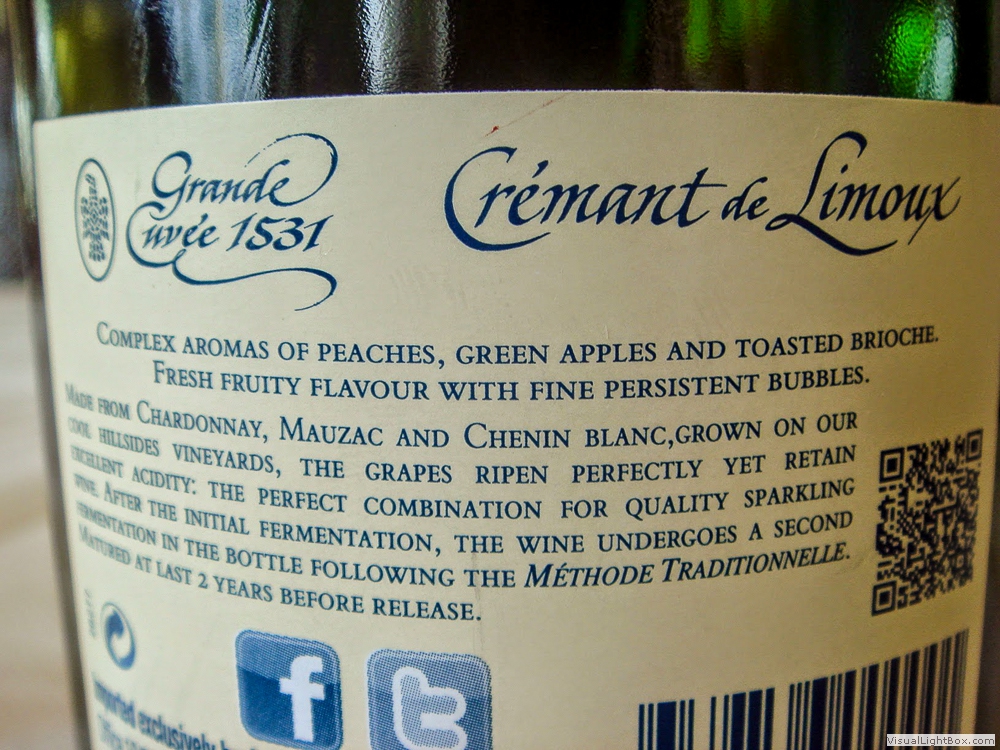 Grande
Cuvée 1531
Crémant de Limoux
Complex aromas of peaches, green apples and toasted brioche.
Fresh fruity flavour with fine persistent bubbles.
Made from Chardonnay, Mauzac and Chenin blanc,grown on our
cool hillsides vineyards, the grapes ripen perfectly yet retain
excellent acidity: the perfect combination for quality sparkling
wine. After the initial fermentation, the wine undergoes a second
fermentation in the bottle following the Méthode Traditionnelle.
Matured at last 2 years before release.
f
t
Imported exclusively
VisualLightBox.com